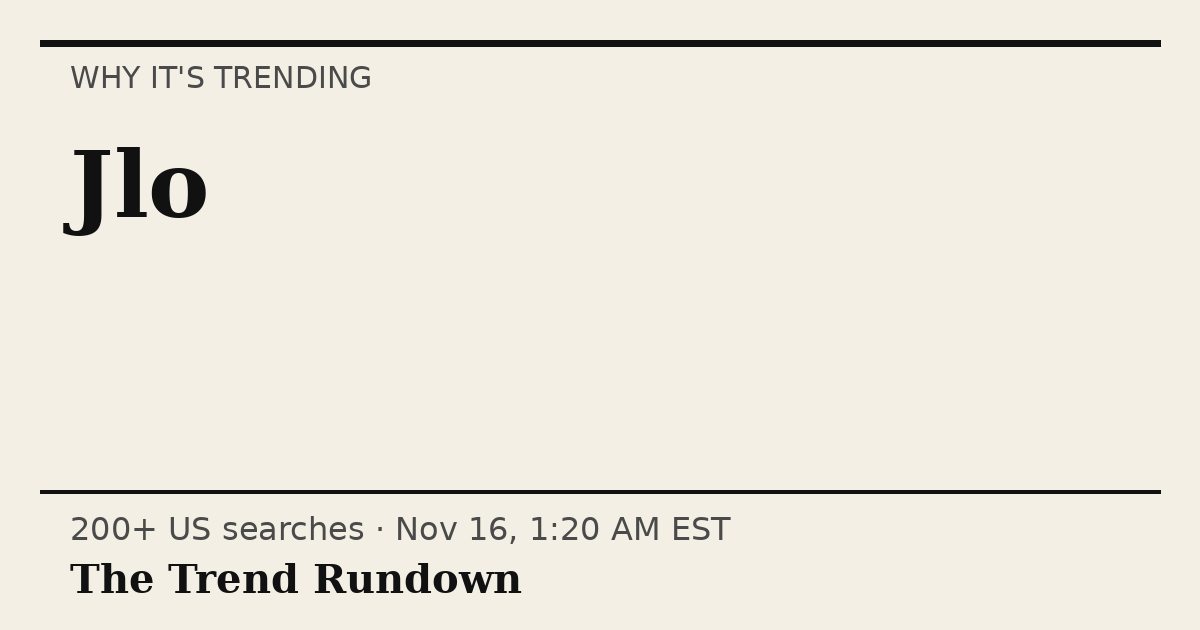 WHY IT'S TRENDING
Jlo
200+ US searches · Nov 16, 1:20 AM EST
The Trend Rundown